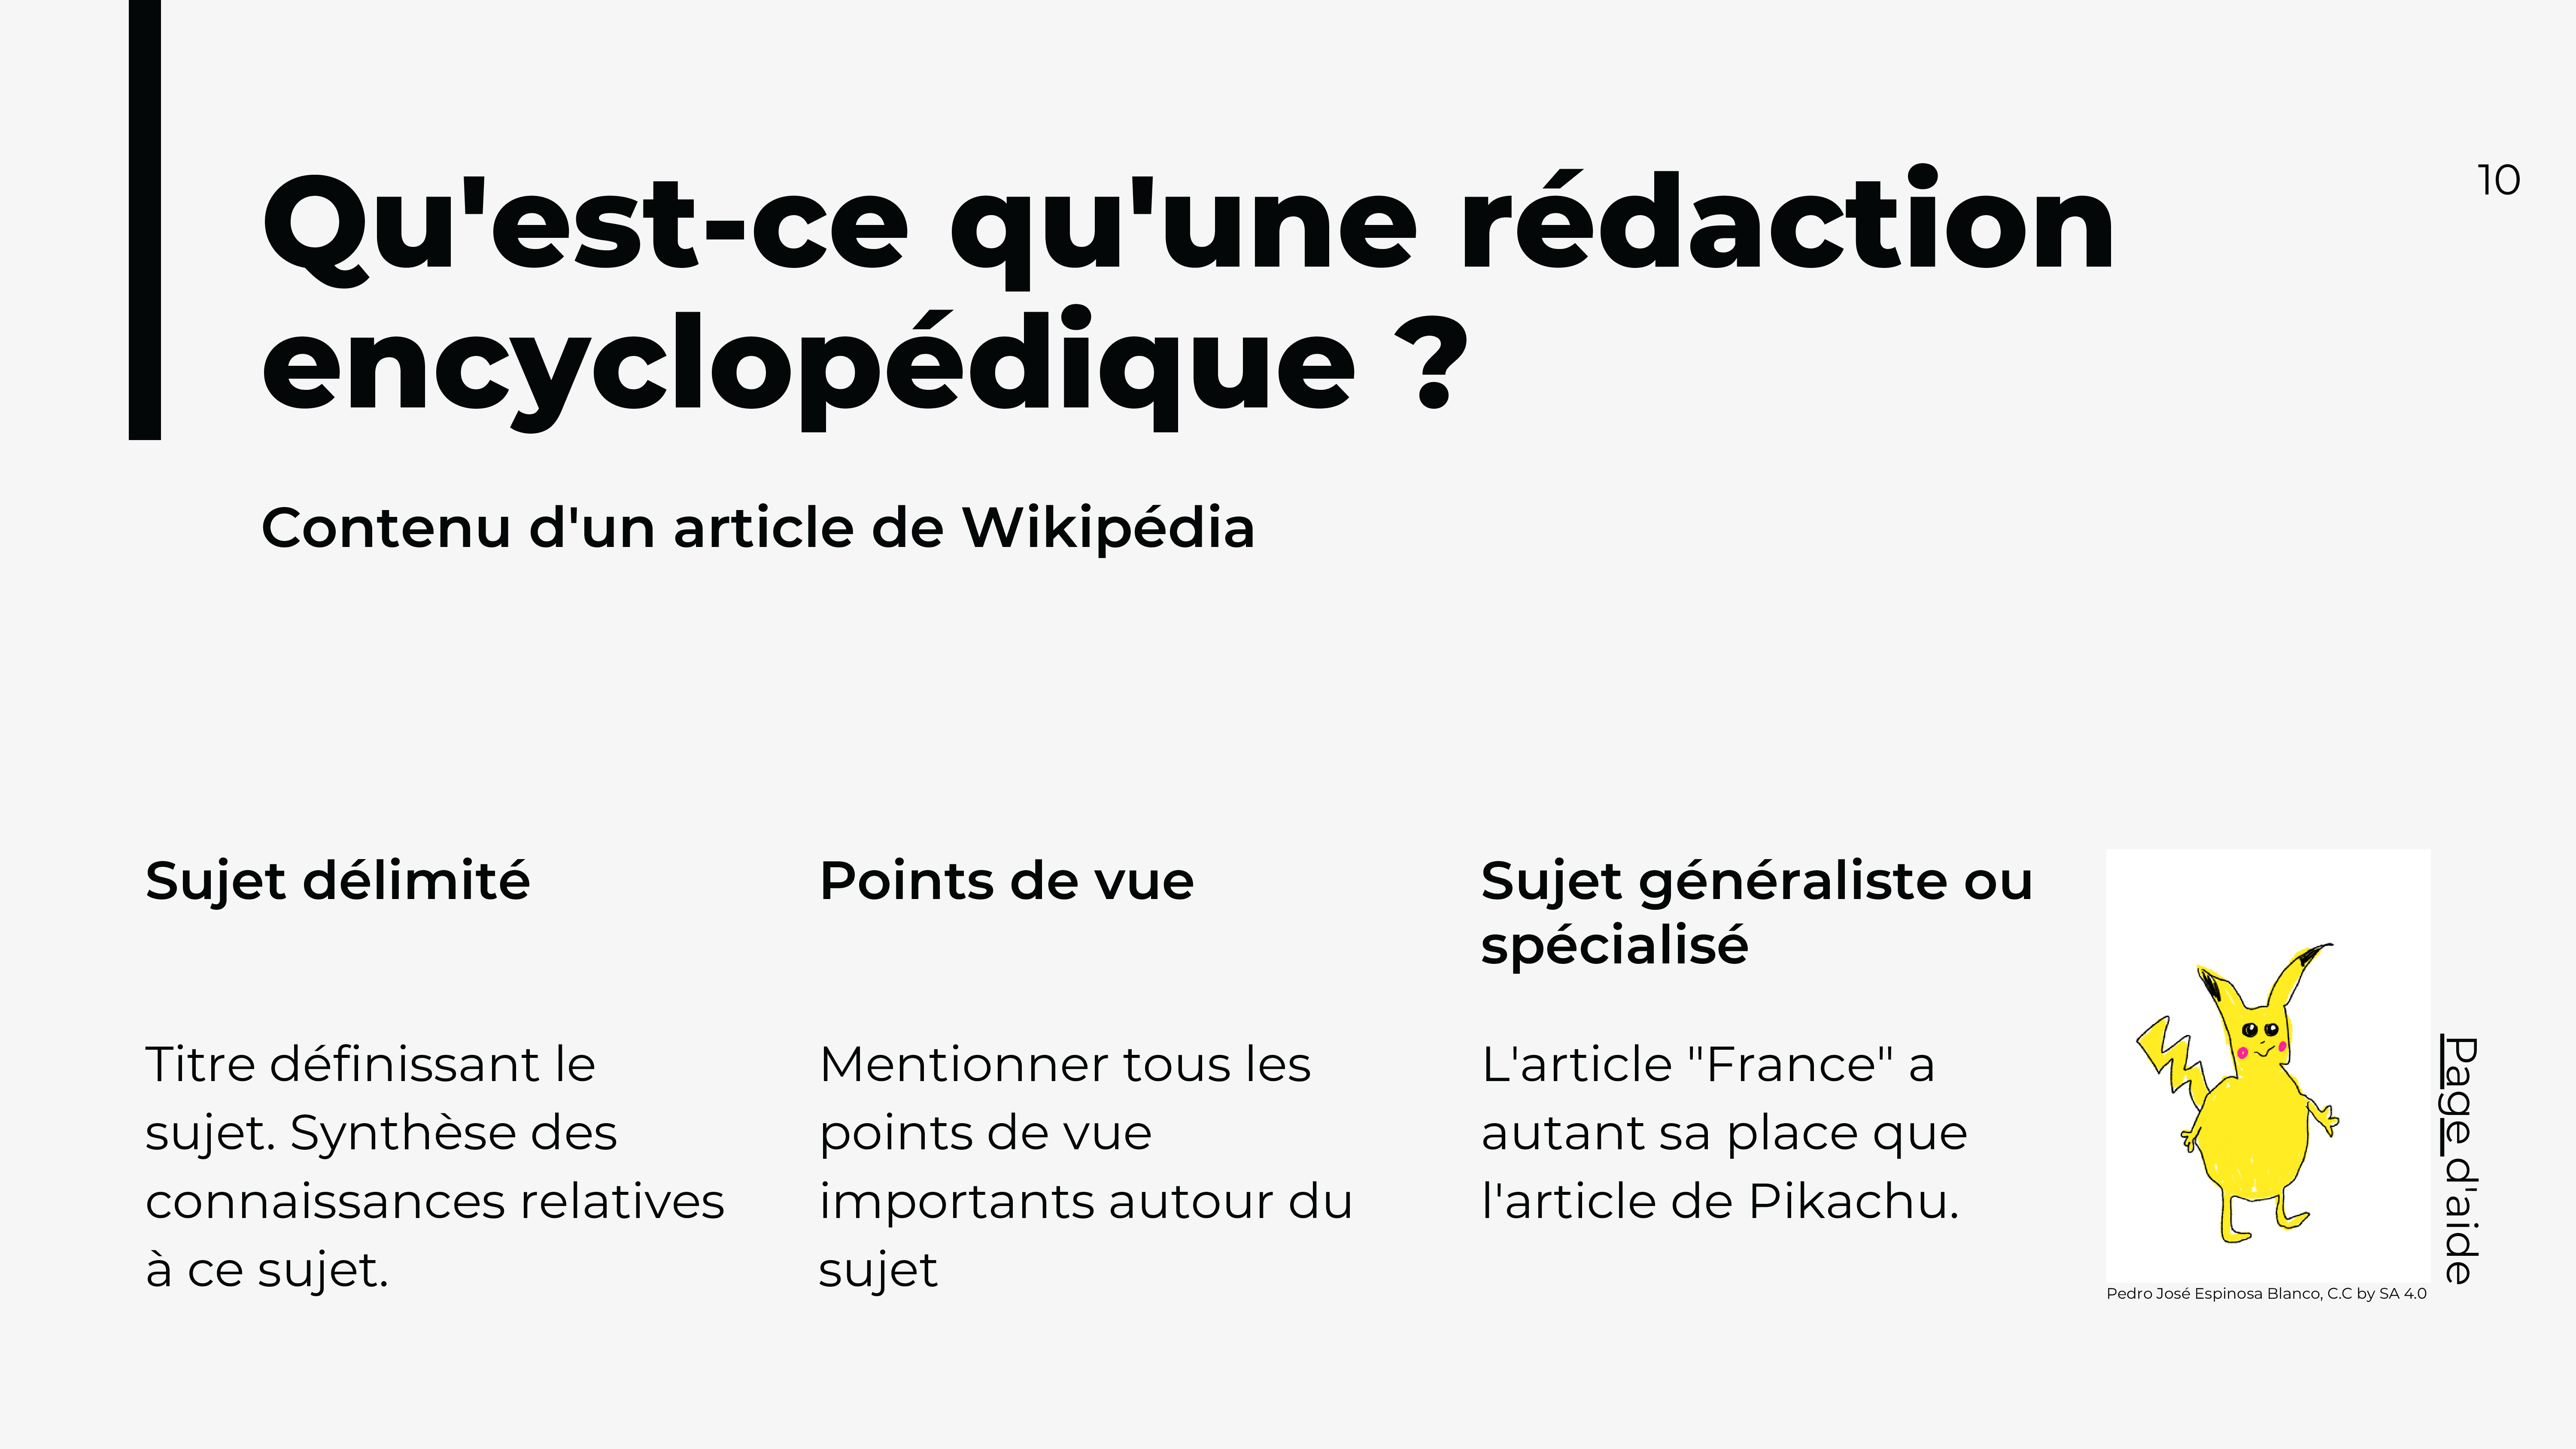 10
Qu'est-ce qu'une rédaction
encyclopédique ?
Contenu d'un article de Wikipédia
Sujet délimité
Titre définissant le
sujet. Synthèse des
connaissances relatives
à ce sujet.
Points de vue
Mentionner tous les
points de vue
importants autour du
sujet
Sujet généraliste ou
spécialisé
L'article "France" a
autant sa place que
l'article de Pikachu.
Pedro José Espinosa Blanco, C.C by SA 4.0
Page d'aide